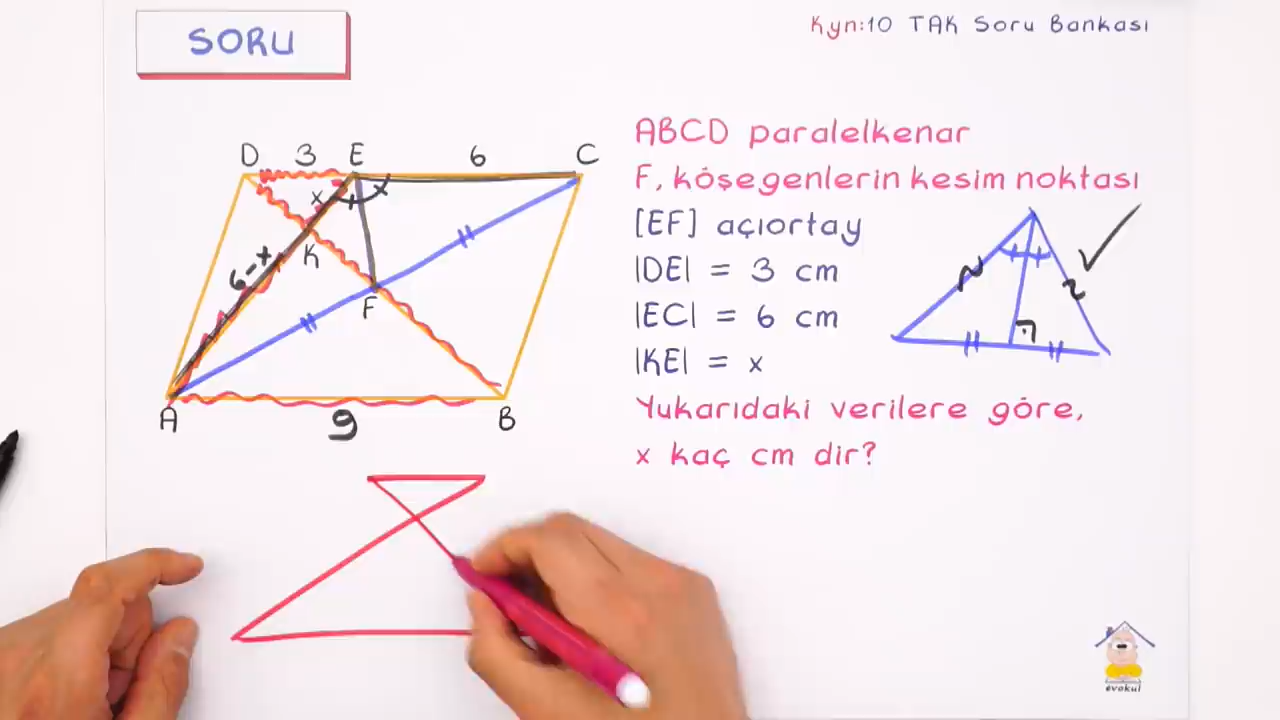 SORU
Kyn:10 TAK Soru Bankası
ABCD paralelkenar
F, köşegenlerin kesim noktası
[EF] açıortay
|DE| = 3 cm
|EC| = 6 cm
|KE| = x
Yukarıdaki verilere göre,
x kaç cm dir?
D 3 E 6 C
x
K
6-x
F
A 9 B
evokul